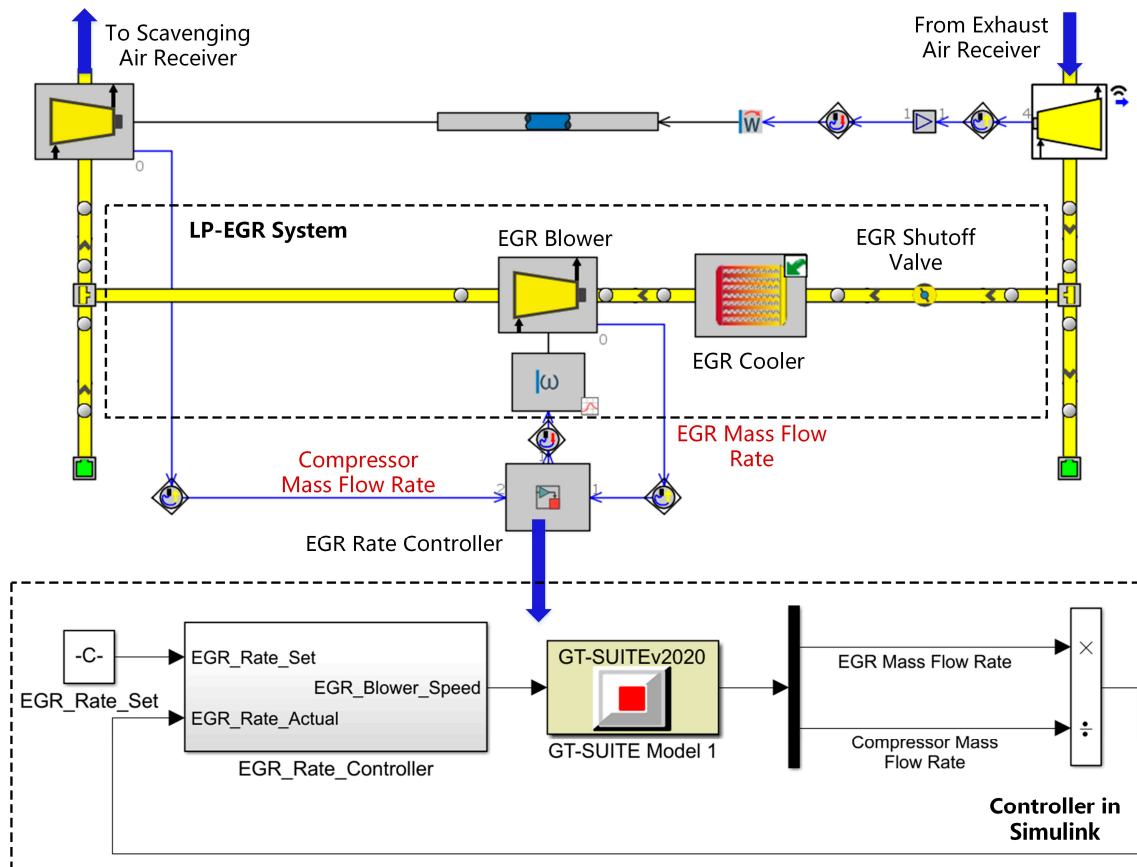 To Scavenging
Air Receiver
From Exhaust
Air Receiver
0
W
1
1
4
LP-EGR System
EGR Blower
EGR Shutoff
Valve
0
EGR Cooler
ω
EGR Mass Flow
Rate
1
Compressor
Mass Flow Rate
2
1
EGR Rate Controller
-C-
EGR_Rate_Set
EGR_Rate_Set
EGR_Blower_Speed
EGR_Rate_Actual
EGR_Rate_Controller
GT-SUITEv2020
GT-SUITE Model 1
EGR Mass Flow Rate
×
Compressor Mass
Flow Rate
÷
Controller in
Simulink